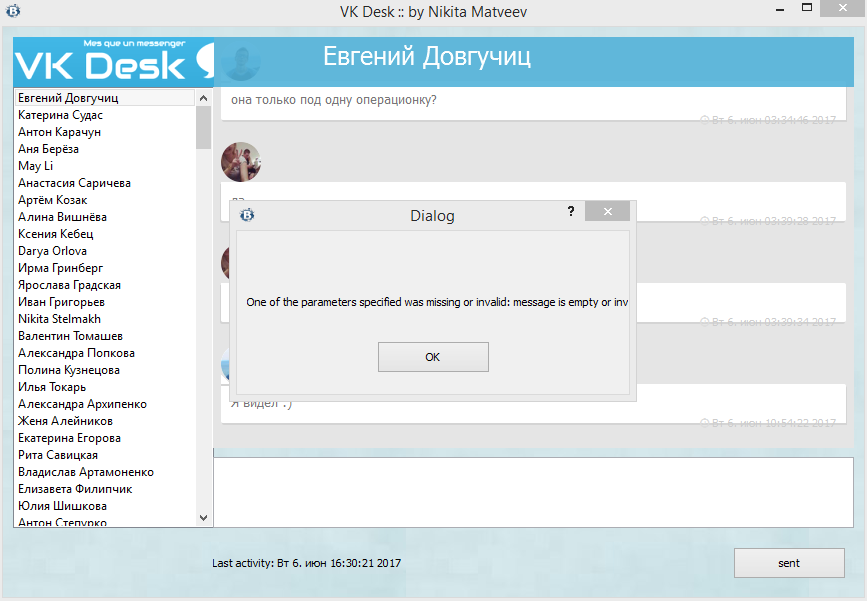 VK Desk :: by Nikita Matveev
Mes que un messenger
VK Desk
Евгений Довгучиц
Евгений Довгучиц
Катерина Судас
Антон Карачун
Аня Берёза
May Li
Анастасия Саричева
Артём Козак
Алина Вишнёва
Ксения Кебец
Darya Orlova
Ирма Гринберг
Ярослава Градская
Иван Григорьев
Nikita Stelmakh
Валентин Томашев
Александра Попкова
Полина Кузнецова
Илья Токарь
Александра Архипенко
Женя Алейников
Екатерина Егорова
Рита Савицкая
Владислав Артамоненко
Елизавета Филипчик
Юлия Шишкова
Антон Степурко
она только под одну операционку?
Вт 6. июн 03:34:46 2017
Вт 6. июн 03:39:28 2017
Вт 6. июн 03:39:34 2017
Я видел :)
Вт 6. июн 10:54:22 2017
Dialog
?
One of the parameters specified was missing or invalid: message is empty or inv
OK
Last activity: Вт 6. июн 16:30:21 2017
sent